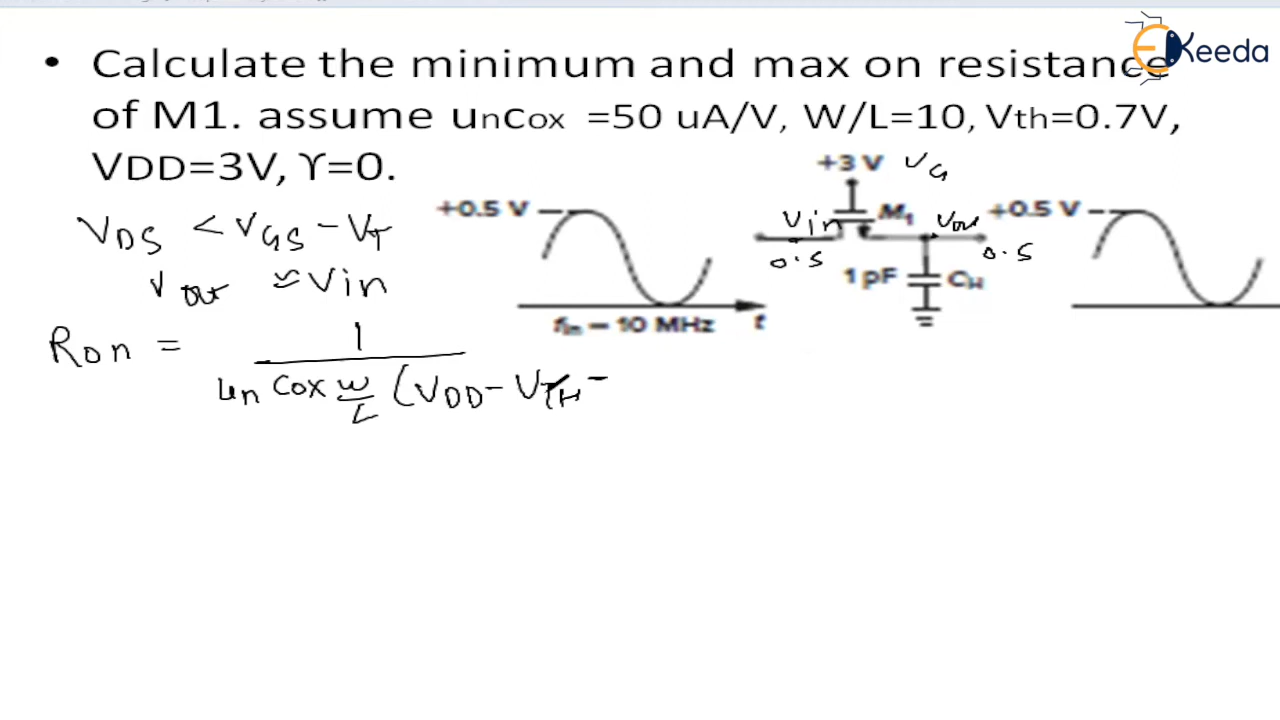 Keeda
• Calculate the minimum and max on resistance
of M1. assume uncox =50 uA/V, W/L=10, Vth=0.7V,
VDD=3V, ϒ=0.
+3 V VG
+0.5 V
Vin
M1
Vout
+0.5 V
0.5
0.5
1 pF
CH
fin = 10 MHz
t
VDS < VGS - VT
Vout ≃ Vin
Ron = 1
un Cox W/L (VDD - VTH -